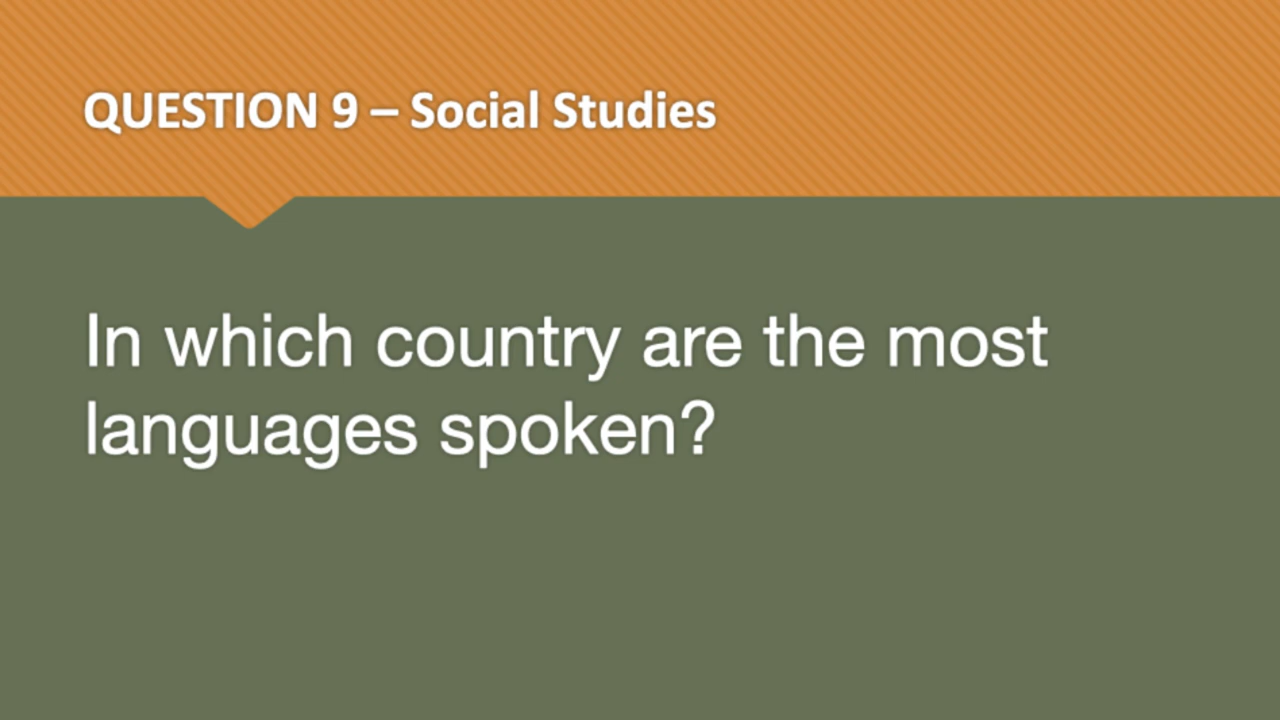 QUESTION 9 – Social Studies
In which country are the most
languages spoken?